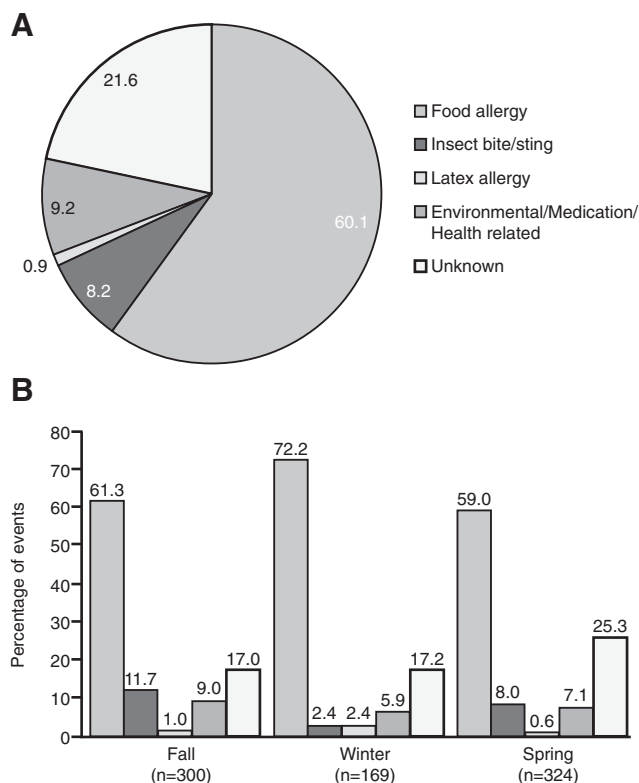 A
21.6
9.2
0.9
8.2
60.1
Food allergy
Insect bite/sting
Latex allergy
Environmental/Medication/
Health related
Unknown
B
Percentage of events
80
70
60
50
40
30
20
10
0
61.3
11.7
1.0
9.0
17.0
72.2
2.4
2.4
5.9
17.2
59.0
8.0
0.6
7.1
25.3
Fall
(n=300)
Winter
(n=169)
Spring
(n=324)